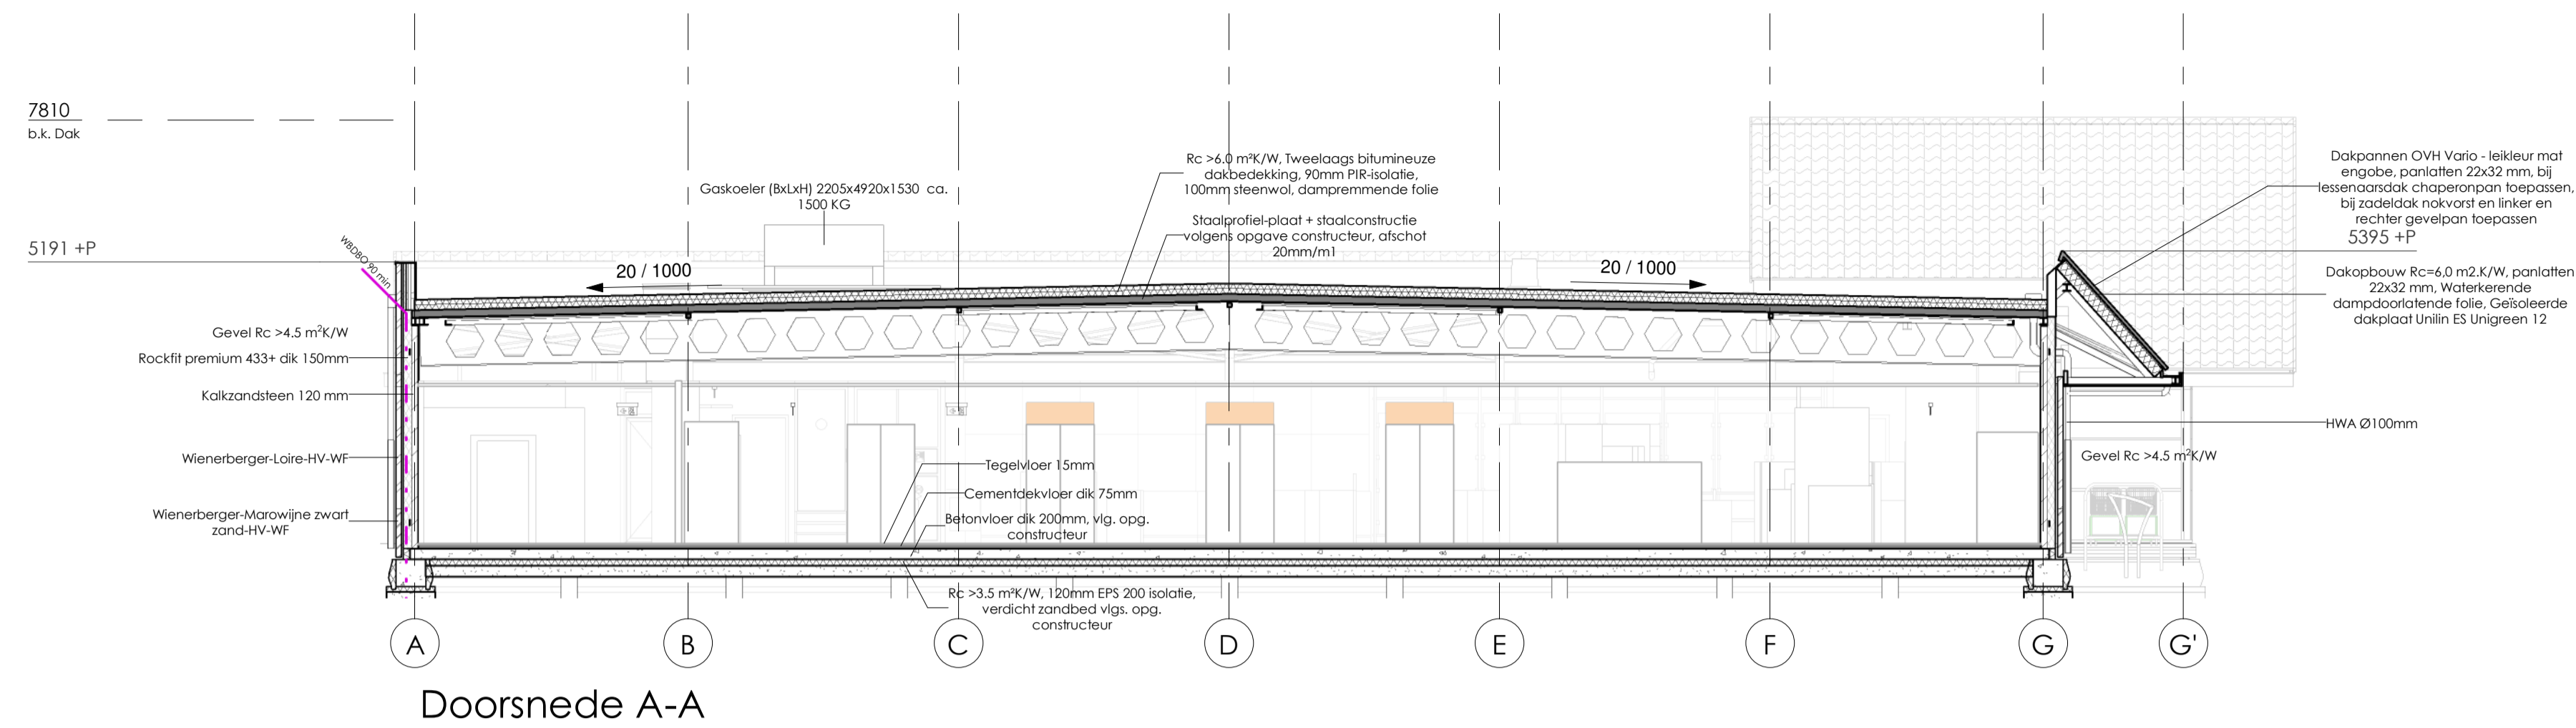 7810
b.k. Dak
5191 +P
WBDBO 90 min
Gaskoeler (BxLxH) 2205x4920x1530  ca.
1500 KG
Rc >6.0 m²K/W, Tweelaags bitumineuze
dakbedekking, 90mm PIR-isolatie,
100mm steenwol, dampremmende folie
Staalprofiel-plaat + staalconstructie
volgens opgave constructeur, afschot
20mm/m1
20 / 1000
20 / 1000
Dakpannen OVH Vario - leikleur mat
engobe, panlatten 22x32 mm, bij
lessenaarsdak chaperonpan toepassen,
bij zadeldak nokvorst en linker en
rechter gevelpan toepassen
5395 +P
Dakopbouw Rc=6,0 m2.K/W, panlatten
22x32 mm, Waterkerende
dampdoorlatende folie, Geïsoleerde
dakplaat Unilin ES Unigreen 12
Gevel Rc >4.5 m²K/W
Rockfit premium 433+ dik 150mm
Kalkzandsteen 120 mm
Wienerberger-Loire-HV-WF
Wienerberger-Marowijne zwart
zand-HV-WF
HWA Ø100mm
Gevel Rc >4.5 m²K/W
Tegelvloer 15mm
Cementdekvloer dik 75mm
Betonvloer dik 200mm, vlg. opg.
constructeur
Rc >3.5 m²K/W, 120mm EPS 200 isolatie,
verdicht zandbed vlgs. opg.
constructeur
A
B
C
D
E
F
G
G'
Doorsnede A-A